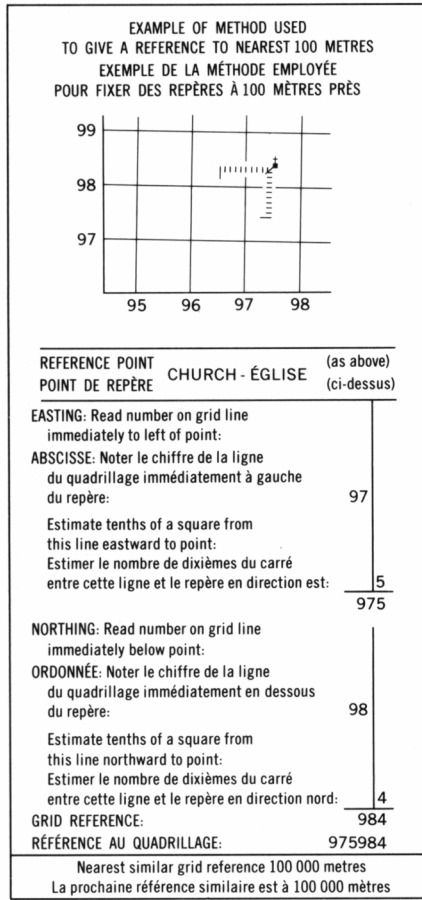 EXAMPLE OF METHOD USED
TO GIVE A REFERENCE TO NEAREST 100 METRES
EXEMPLE DE LA MÉTHODE EMPLOYÉE
POUR FIXER DES REPÈRES À 100 MÈTRES PRÈS
99
98
97
95 96 97 98
REFERENCE POINT
POINT DE REPÈRE
CHURCH - ÉGLISE
(as above)
(ci-dessus)
EASTING: Read number on grid line
immediately to left of point:
ABSCISSE: Noter le chiffre de la ligne
du quadrillage immédiatement à gauche
du repère: 97
Estimate tenths of a square from
this line eastward to point:
Estimer le nombre de dixièmes du carré
entre cette ligne et le repère en direction est: 5
975
NORTHING: Read number on grid line
immediately below point:
ORDONNÉE: Noter le chiffre de la ligne
du quadrillage immédiatement en dessous
du repère: 98
Estimate tenths of a square from
this line northward to point:
Estimer le nombre de dixièmes du carré
entre cette ligne et le repère en direction nord: 4
GRID REFERENCE: 984
RÉFÉRENCE AU QUADRILLAGE: 975984
Nearest similar grid reference 100 000 metres
La prochaine référence similaire est à 100 000 mètres